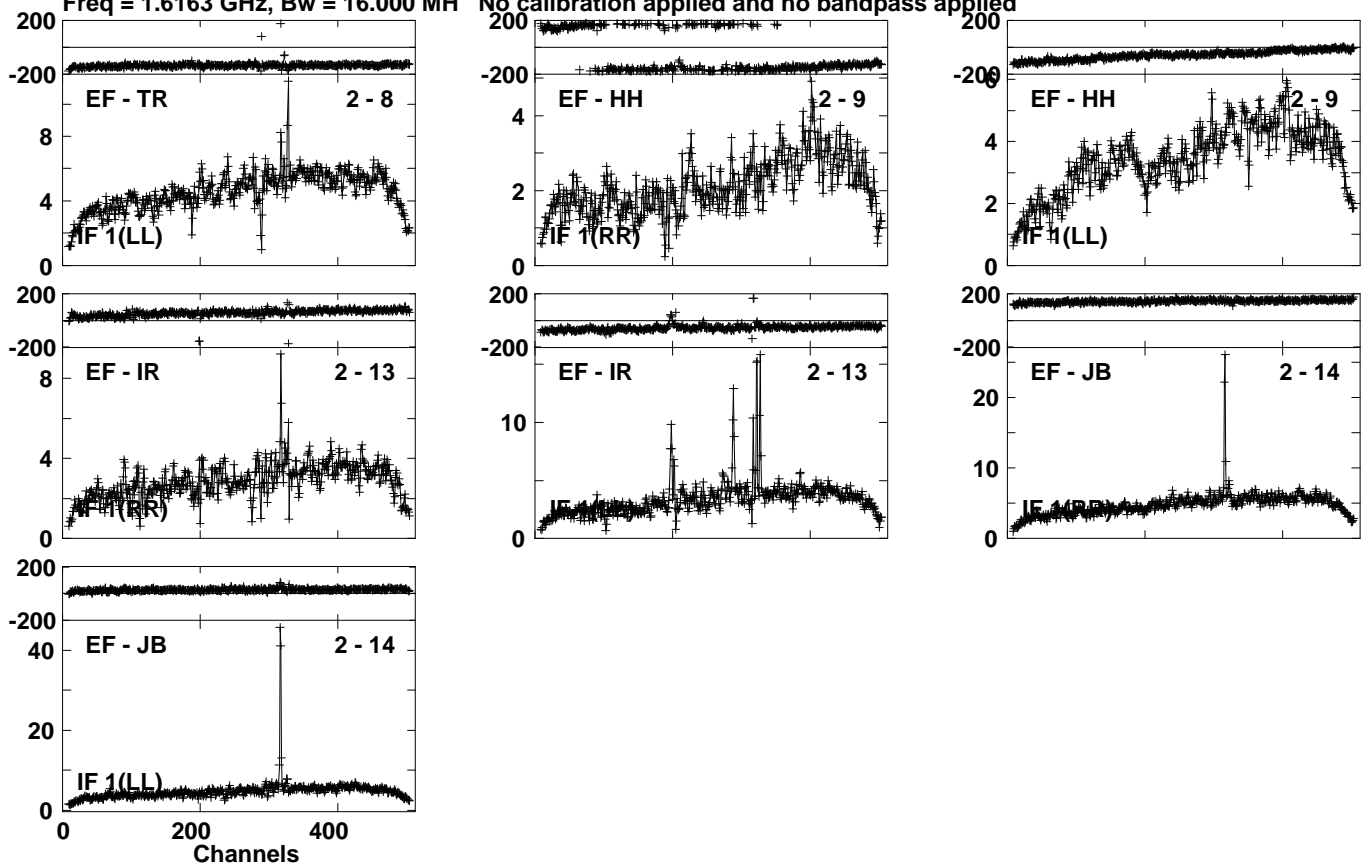 Freq = 1.6163 GHz, Bw = 16.000 MH No calibration applied and no bandpass applied
200
-200
EF - TR 2 - 8
8
4
0
IF 1(LL)
-200
EF - HH 2 - 9
4
2
0
IF 1(RR)
200
-200
6
EF - HH 2 - 9
4
2
0
IF 1(LL)
200
-200
EF - IR 2 - 13
8
4
0
IF 1(RR)
200
-200
EF - IR 2 - 13
10
0
IF 1(LL)
200
-200
EF - JB 2 - 14
20
10
0
IF 1(RR)
200
-200
EF - JB 2 - 14
40
20
0
IF 1(LL)
0 200 400
Channels